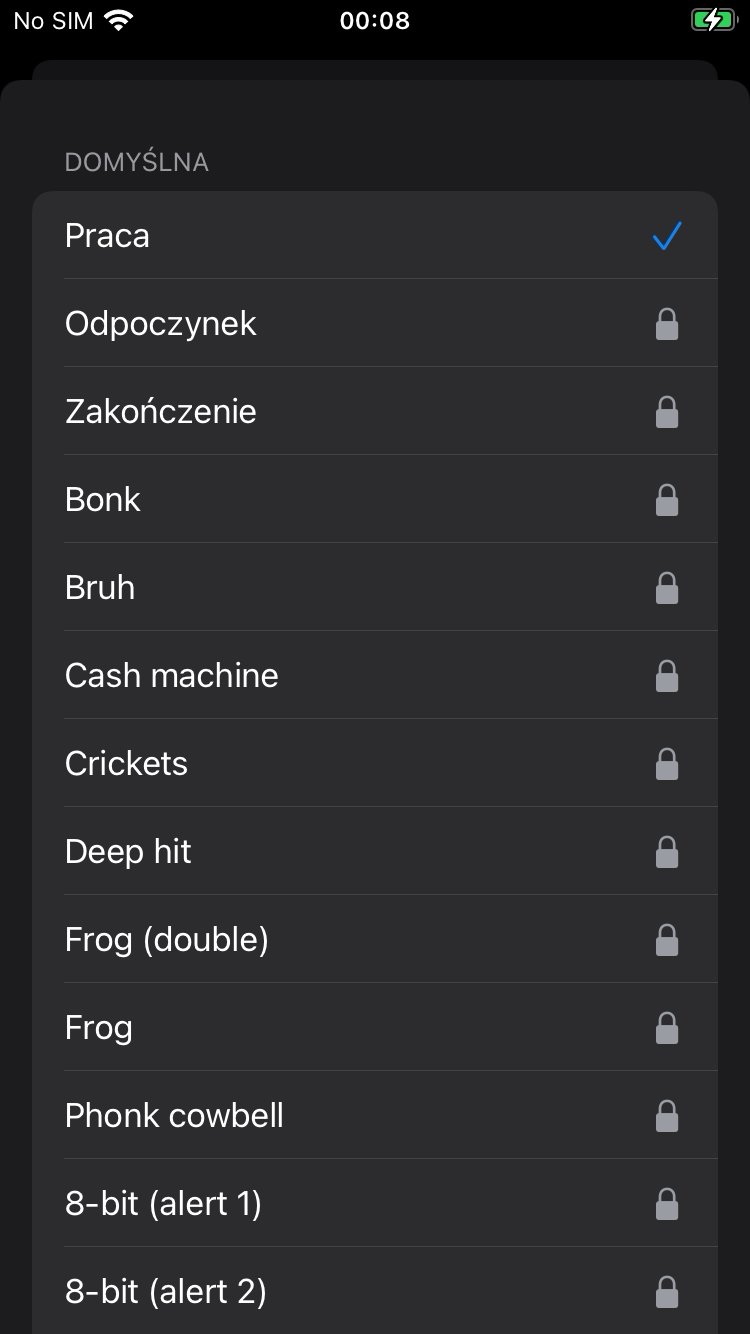 No SIM 00:08
DOMYŚLNA
Praca
Odpoczynek
Zakończenie
Bonk
Bruh
Cash machine
Crickets
Deep hit
Frog (double)
Frog
Phonk cowbell
8-bit (alert 1)
8-bit (alert 2)